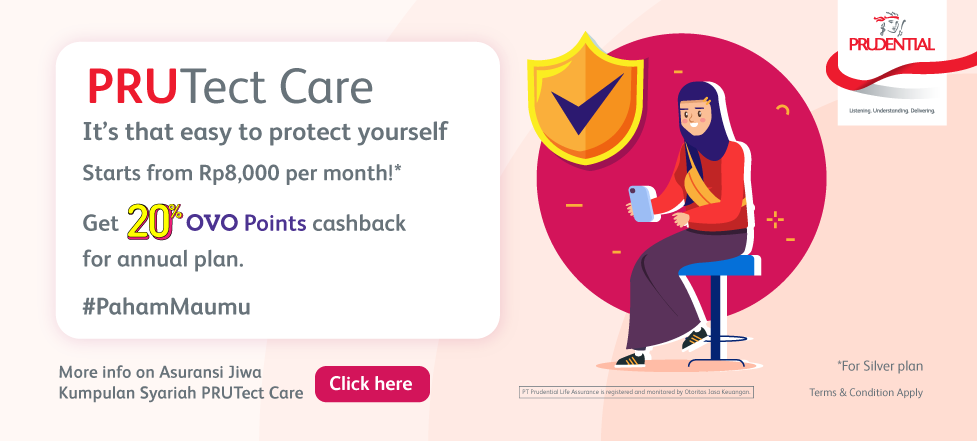 PRUTect Care
It's that easy to protect yourself
Starts from Rp8,000 per month!*
Get 20% OVO Points cashback
for annual plan.
#PahamMaumu
More info on Asuransi Jiwa
Kumpulan Syariah PRUTect Care
Click here
PRUDENTIAL
Listening. Understanding. Delivering.
*For Silver plan
Terms & Condition Apply
PT Prudential Life Assurance is registered and monitored by Otoritas Jasa Keuangan.